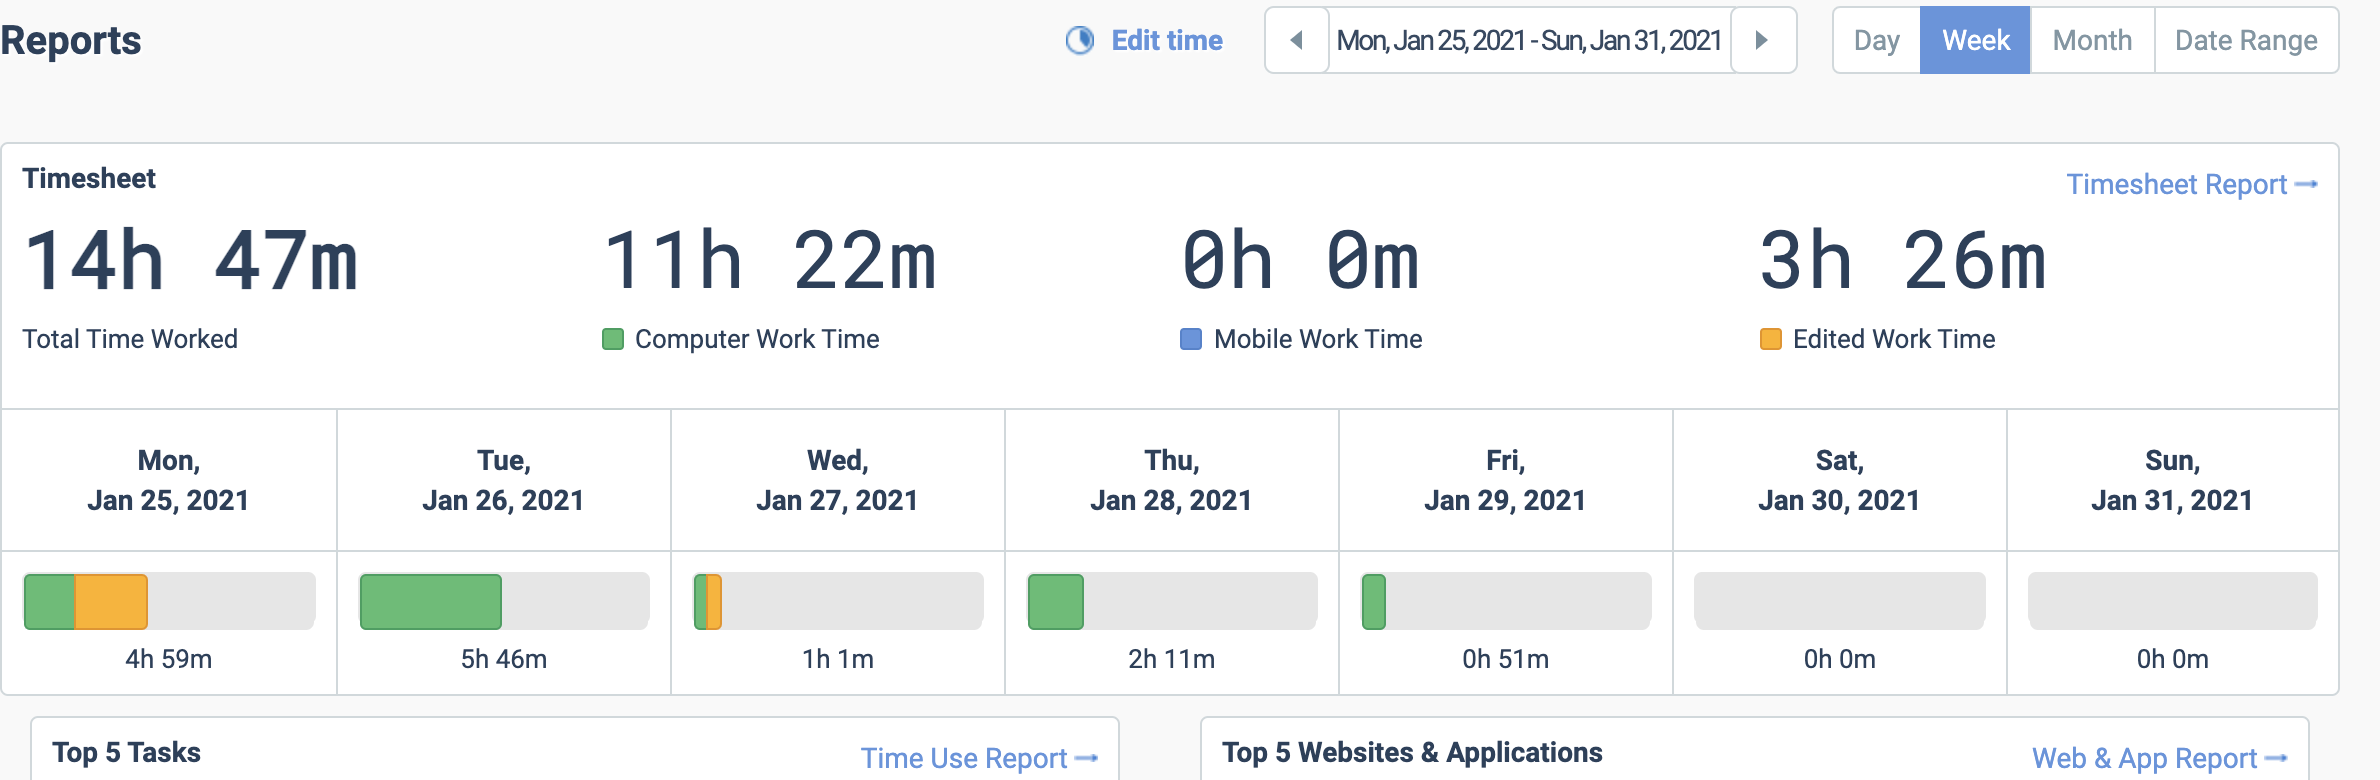 Reports
Edit time
Mon, Jan 25, 2021 - Sun, Jan 31, 2021
Day
Week
Month
Date Range
Timesheet
Timesheet Report
14h 47m
Total Time Worked
11h 22m
Computer Work Time
0h 0m
Mobile Work Time
3h 26m
Edited Work Time
Mon,
Jan 25, 2021
Tue,
Jan 26, 2021
Wed,
Jan 27, 2021
Thu,
Jan 28, 2021
Fri,
Jan 29, 2021
Sat,
Jan 30, 2021
Sun,
Jan 31, 2021
4h 59m
5h 46m
1h 1m
2h 11m
0h 51m
0h 0m
0h 0m
Top 5 Tasks
Time Use Report
Top 5 Websites & Applications
Web & App Report